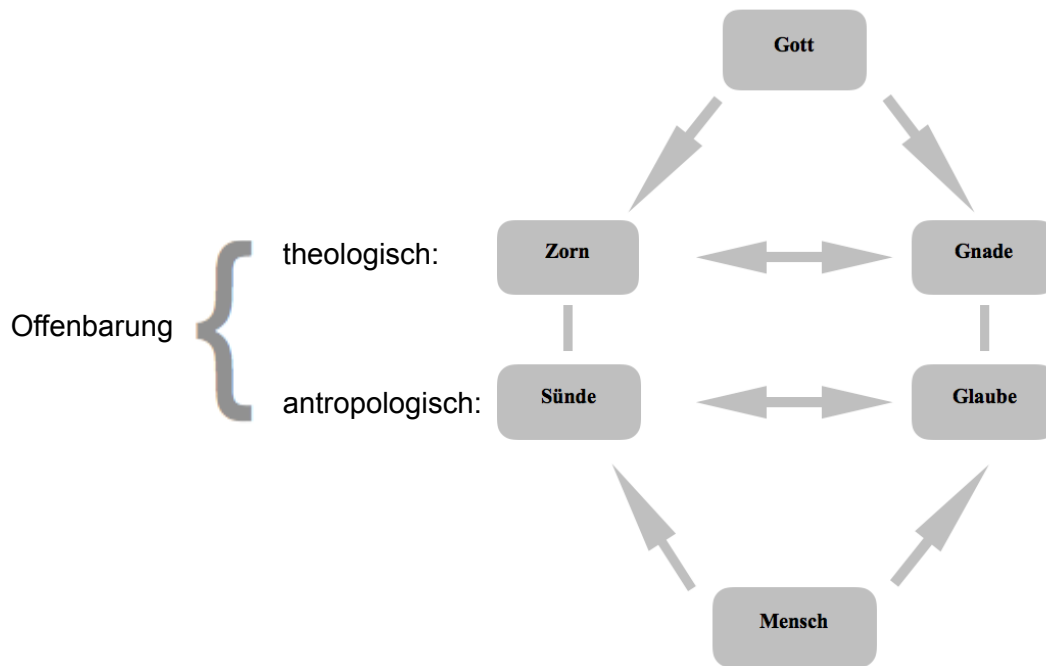 Gott
theologisch:
Zorn
Gnade
Offenbarung
antropologisch:
Sünde
Glaube
Mensch